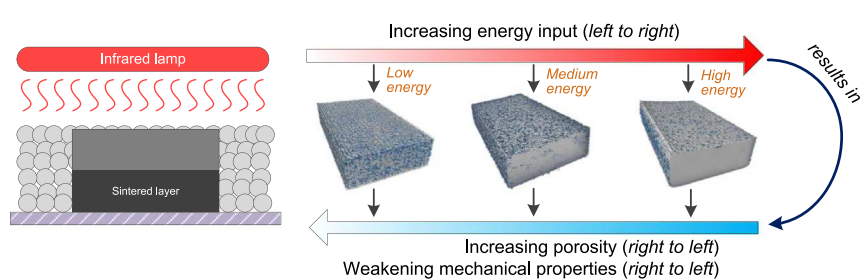 Infrared lamp
Sintered layer
Increasing energy input (left to right)
Low
energy
Medium
energy
High
energy
results in
Increasing porosity (right to left)
Weakening mechanical properties (right to left)